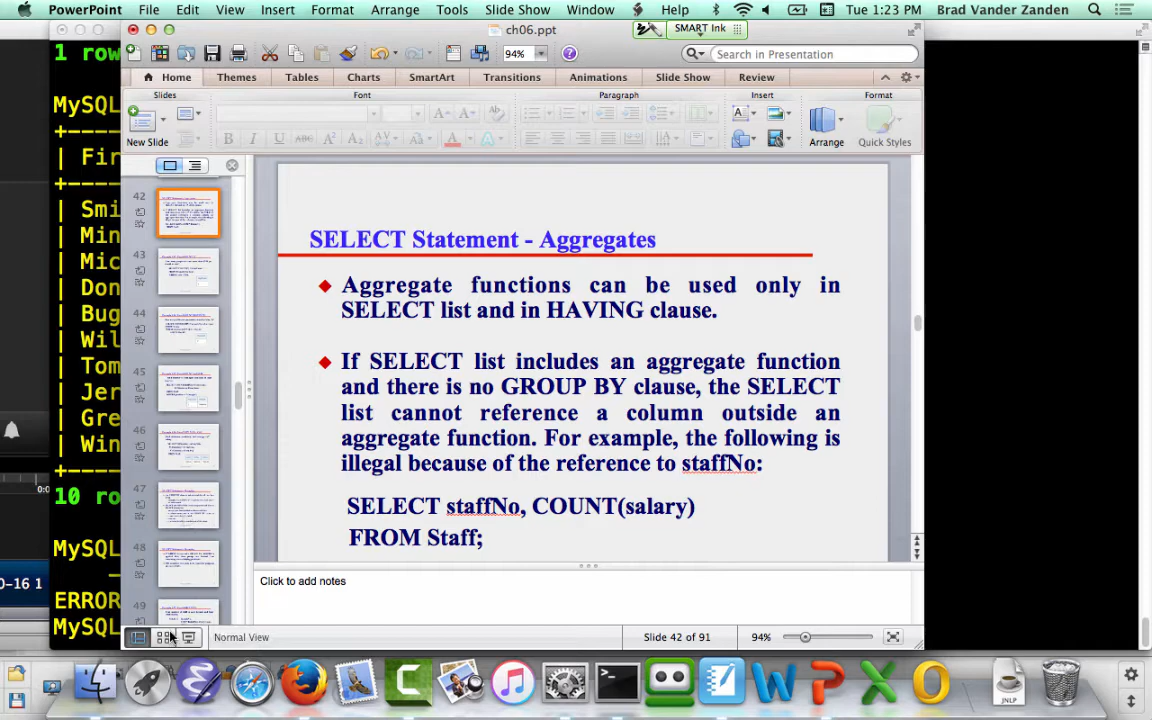 PowerPoint File Edit View Insert Format Arrange Tools Slide Show Window Help Tue 1:23 PM Brad Vander Zanden
ch06.ppt
SMART Ink
94%
Search in Presentation
Home Themes Tables Charts SmartArt Transitions Animations Slide Show Review
Slides Font Paragraph Insert Format
B I U ABC A A
New Slide Arrange Quick Styles
1 row
MySQL
| Fir
| Smi
| Min
| Mic
| Don
| Bug
| Wil
| Tom
| Jer
| Gre
| Win
10 ro
MySQL
0-16 1
ERROR
MySQL
42
43
44
45
46
47
48
49
SELECT Statement - Aggregates
Aggregate functions can be used only in
SELECT list and in HAVING clause.
If SELECT list includes an aggregate function
and there is no GROUP BY clause, the SELECT
list cannot reference a column outside an
aggregate function. For example, the following is
illegal because of the reference to staffNo:
SELECT staffNo, COUNT(salary)
FROM Staff;
Click to add notes
Normal View Slide 42 of 91 94%
JNLP